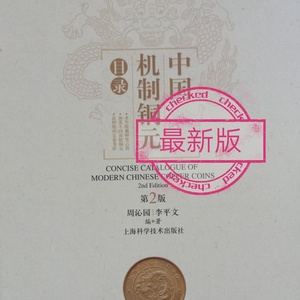 中国
机制铜元
目录
CONCISE CATALOGUE OF
MODERN CHINESE COPPER COINS
2nd Edition
第2版
周沁园 李平文
编著
上海科学技术出版社
checked
最新版
checked